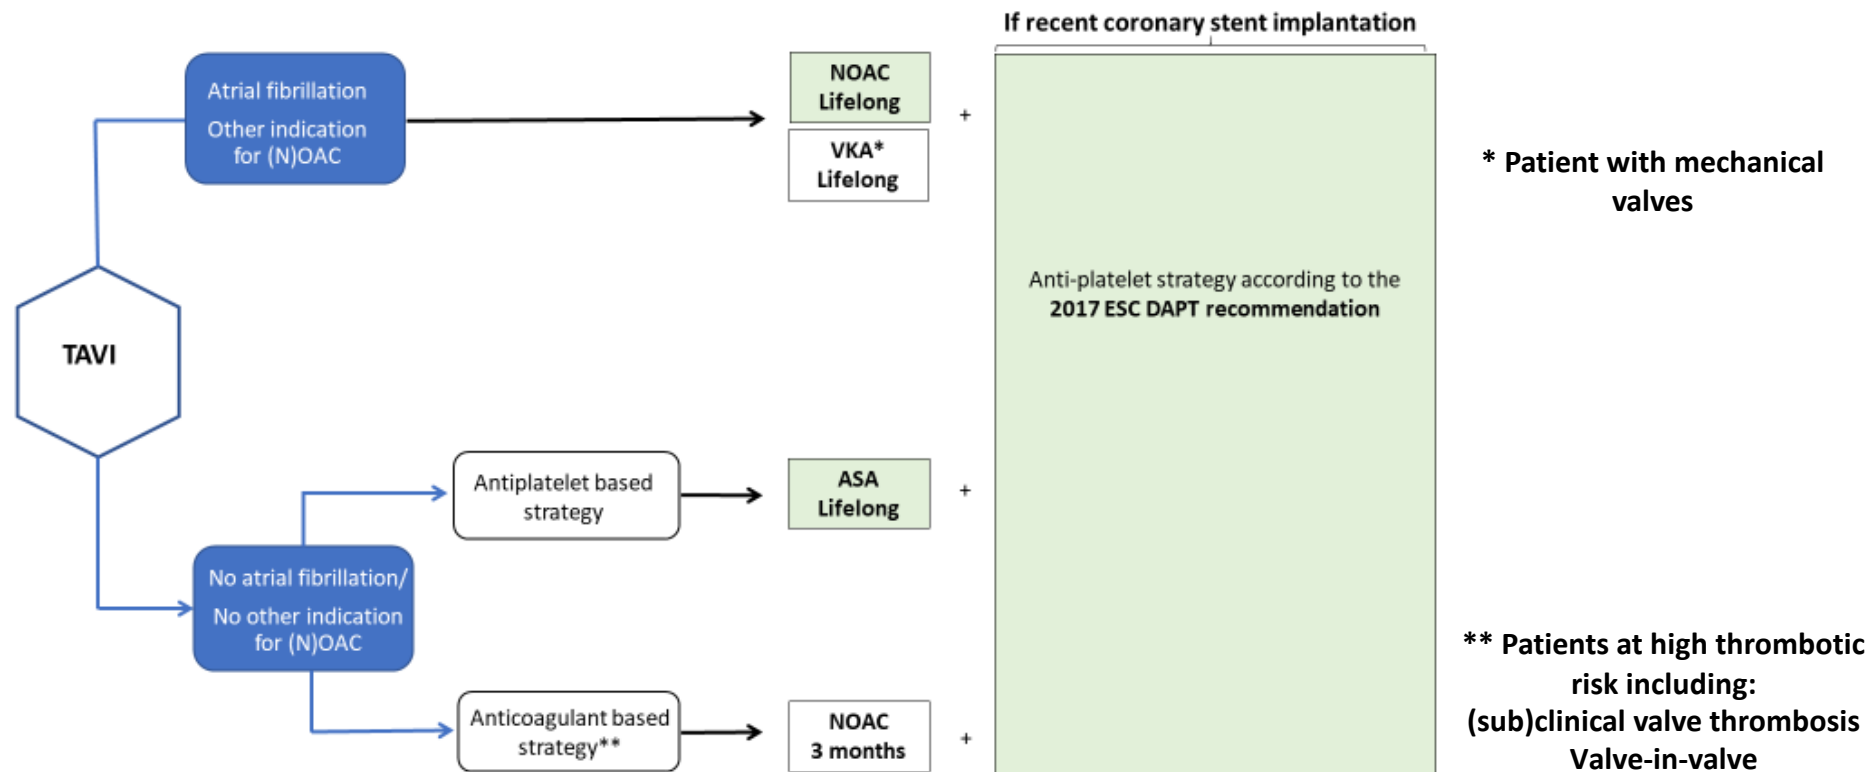 If recent coronary stent implantation
Atrial fibrillation
Other indication
for (N)OAC
NOAC
Lifelong
+
VKA*
Lifelong
* Patient with mechanical
valves
Anti-platelet strategy according to the
2017 ESC DAPT recommendation
TAVI
Antiplatelet based
strategy
ASA
Lifelong
+
No atrial fibrillation/
No other indication
for (N)OAC
Anticoagulant based
strategy**
NOAC
3 months
+
** Patients at high thrombotic
risk including:
(sub)clinical valve thrombosis
Valve-in-valve